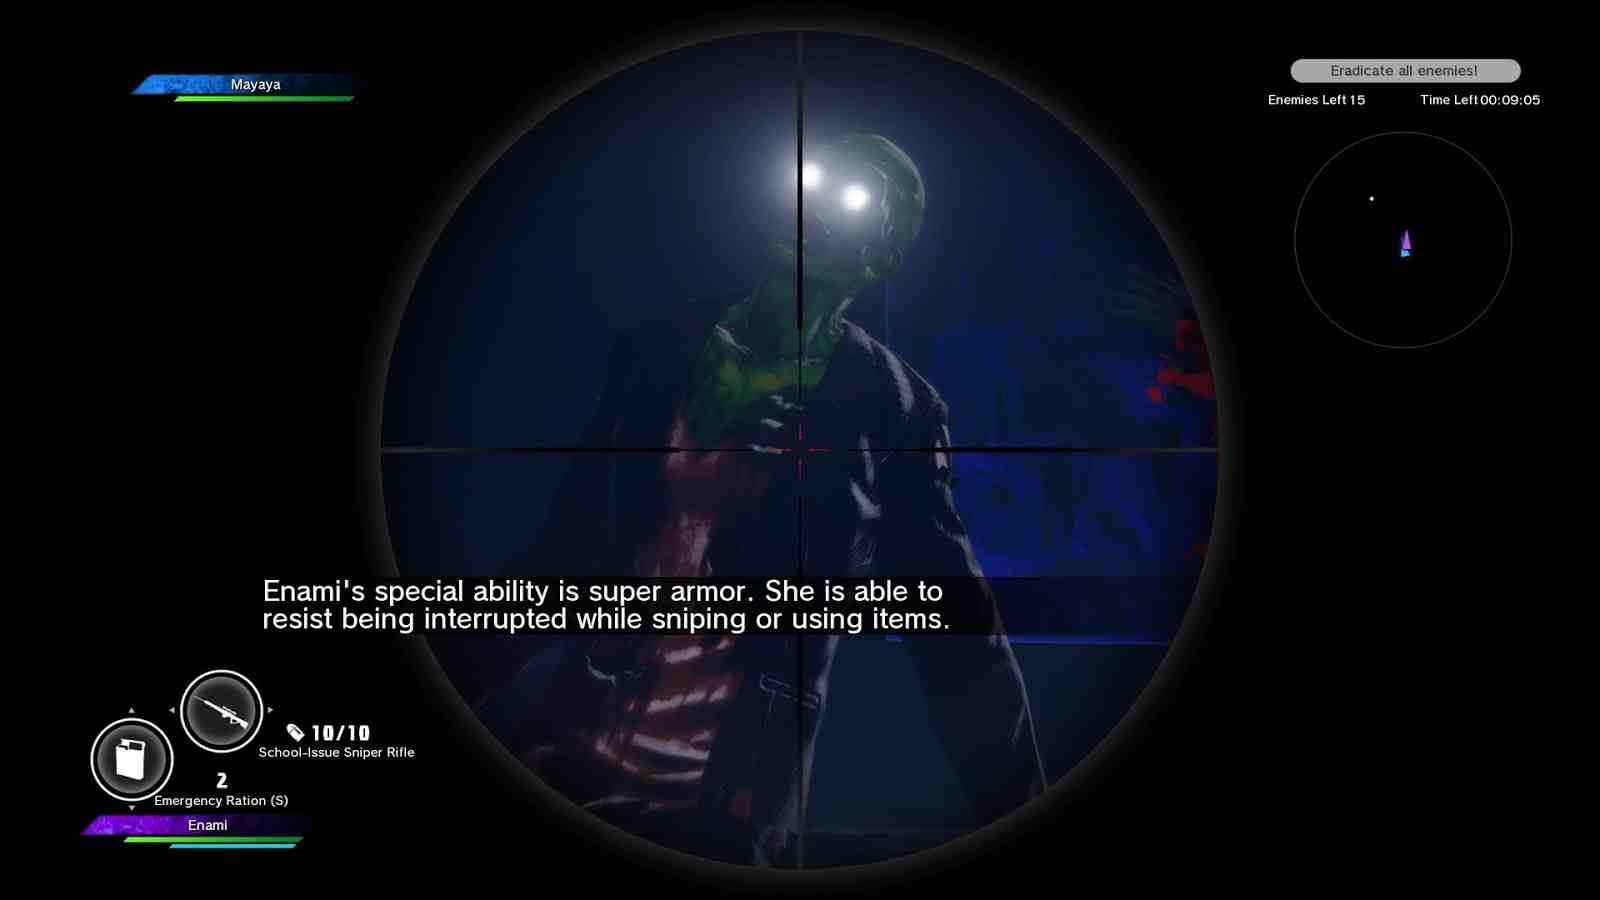 Mayaya
Eradicate all enemies!
Enemies Left 15
Time Left 00:09:05
Enami's special ability is super armor. She is able to
resist being interrupted while sniping or using items.
10/10
School-Issue Sniper Rifle
2
Emergency Ration (S)
Enami